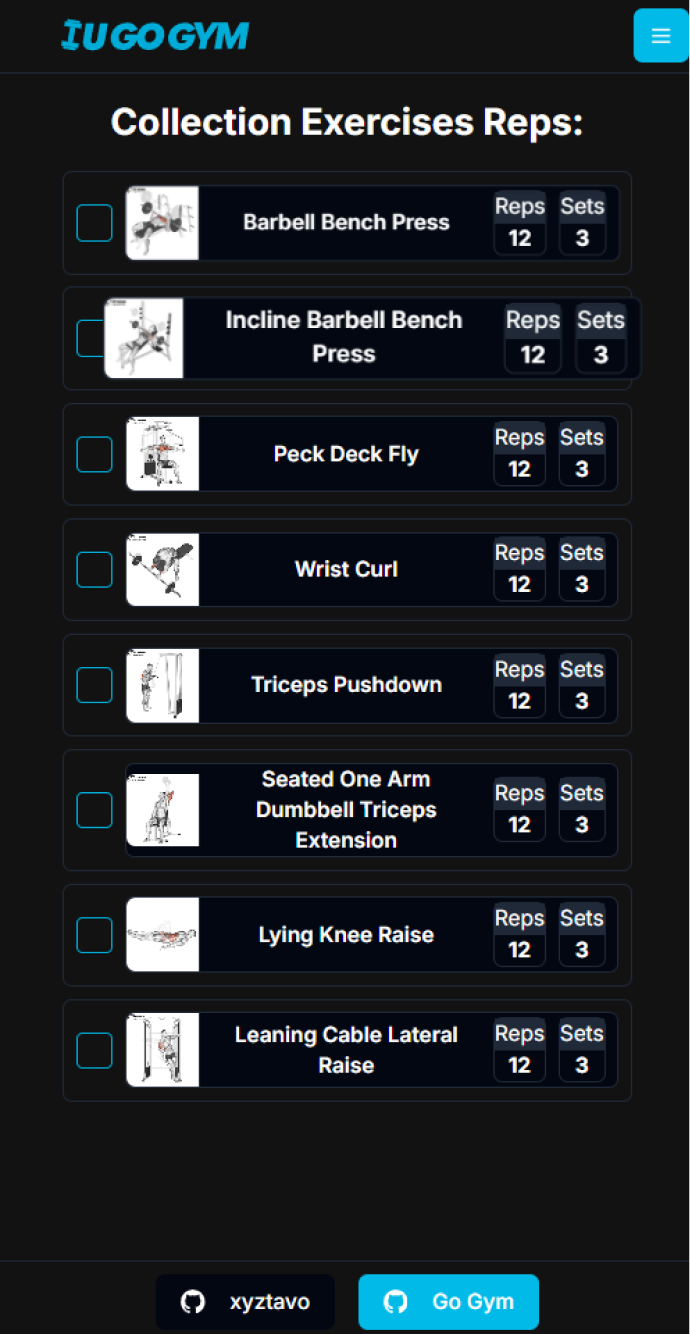 IU GO GYM
Collection Exercises Reps:
Barbell Bench Press
Reps Sets
12 3
Incline Barbell Bench
Press
Reps Sets
12 3
Peck Deck Fly
Reps Sets
12 3
Wrist Curl
Reps Sets
12 3
Triceps Pushdown
Reps Sets
12 3
Seated One Arm
Dumbbell Triceps
Extension
Reps Sets
12 3
Lying Knee Raise
Reps Sets
12 3
Leaning Cable Lateral
Raise
Reps Sets
12 3
xyztavo Go Gym